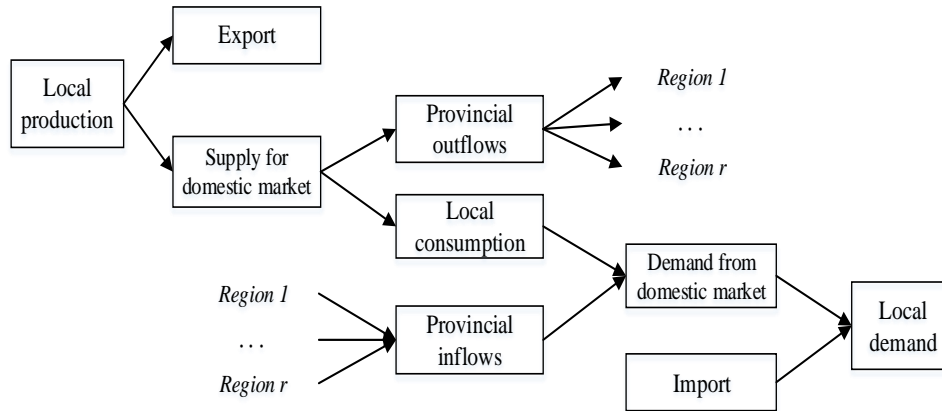 Export
Local
production
Supply for
domestic market
Provincial
outflows
Region 1
...
Region r
Local
consumption
Region 1
...
Region r
Provincial
inflows
Demand from
domestic market
Import
Local
demand